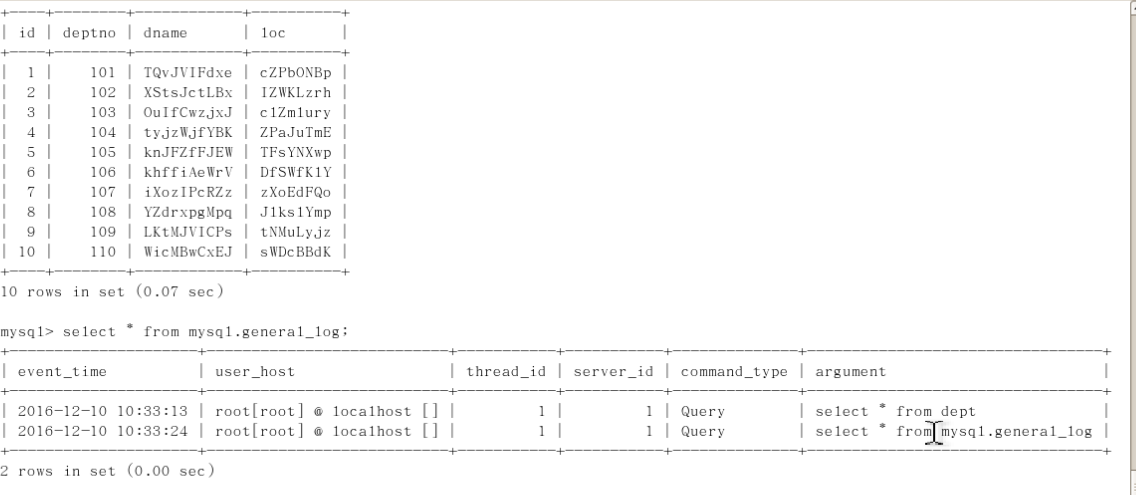 +----+--------+------------+----------+
| id | deptno | dname      | loc      |
+----+--------+------------+----------+
|  1 |    101 | TQvJVIFdxe | cZPbONBp |
|  2 |    102 | XStsJctLBx | IZWKLzrh |
|  3 |    103 | OuIfCwzjxJ | clZmlury |
|  4 |    104 | tyjzWjfYBK | ZPaJuTmE |
|  5 |    105 | knJFZfFJEW | TFsYNXwp |
|  6 |    106 | khffiAeWrV | DfSWfKlY |
|  7 |    107 | iXozIPcRZz | zXoEdFQo |
|  8 |    108 | YZdrxpgMpq | JlkslYmp |
|  9 |    109 | LKtMJVICPs | tNMuLyjz |
| 10 |    110 | WicMBwCxEJ | sWDcBBdK |
+----+--------+------------+----------+
10 rows in set (0.07 sec)
mysql> select * from mysql.general_log;
+---------------------+---------------------------+-----------+-----------+--------------+---------------------------------+
| event_time          | user_host                 | thread_id | server_id | command_type | argument                        |
+---------------------+---------------------------+-----------+-----------+--------------+---------------------------------+
| 2016-12-10 10:33:13 | root[root] @ localhost [] |         1 |         1 | Query        | select * from dept              |
| 2016-12-10 10:33:24 | root[root] @ localhost [] |         1 |         1 | Query        | select * from mysql.general_log |
+---------------------+---------------------------+-----------+-----------+--------------+---------------------------------+
2 rows in set (0.00 sec)